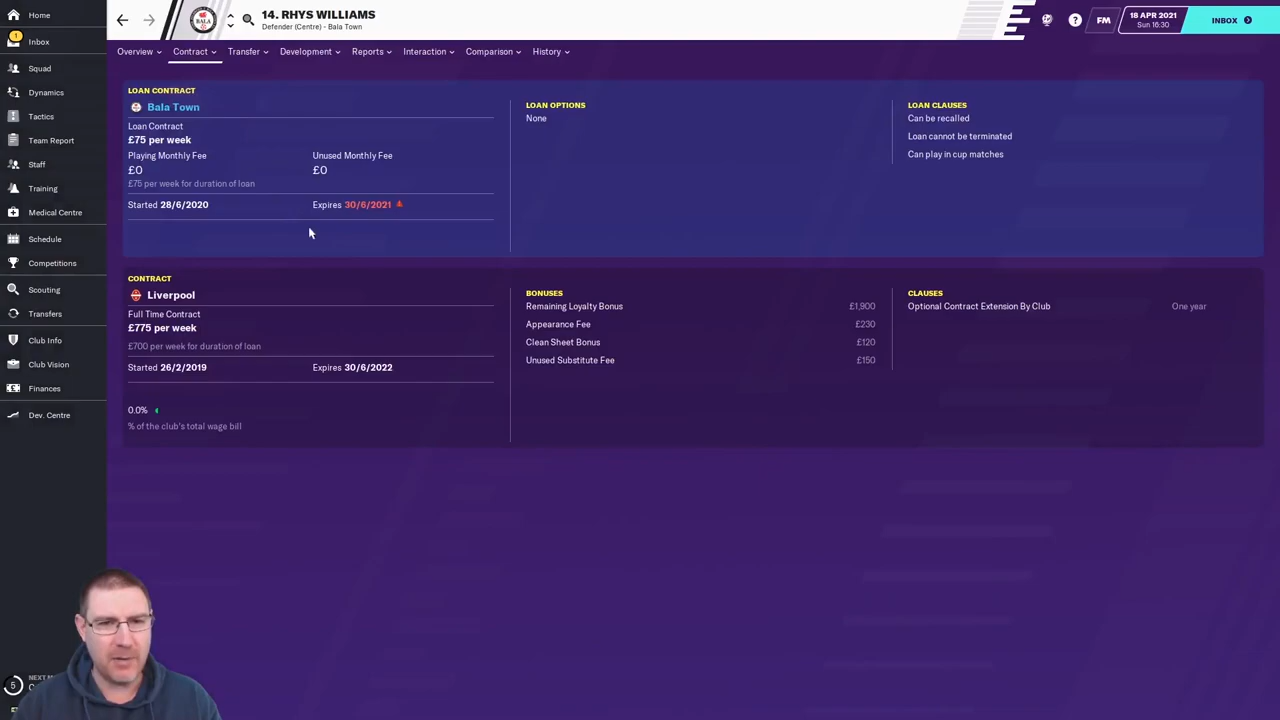 Home
1
Inbox
Squad
Dynamics
Tactics
Team Report
Staff
Training
Medical Centre
Schedule
Competitions
Scouting
Transfers
Club Info
Club Vision
Finances
Dev. Centre
5
BALA
14. RHYS WILLIAMS
Defender (Centre) - Bala Town
?
FM
18 APR 2021
Sun 16:30
INBOX
Overview
Contract
Transfer
Development
Reports
Interaction
Comparison
History
LOAN CONTRACT
Bala Town
Loan Contract
£75 per week
Playing Monthly Fee Unused Monthly Fee
£0 £0
£75 per week for duration of loan
Started 28/6/2020 Expires 30/6/2021
LOAN OPTIONS
None
LOAN CLAUSES
Can be recalled
Loan cannot be terminated
Can play in cup matches
CONTRACT
Liverpool
Full Time Contract
£775 per week
£700 per week for duration of loan
Started 26/2/2019 Expires 30/6/2022
0.0%
% of the club's total wage bill
BONUSES
Remaining Loyalty Bonus £1,900
Appearance Fee £230
Clean Sheet Bonus £120
Unused Substitute Fee £150
CLAUSES
Optional Contract Extension By Club One year